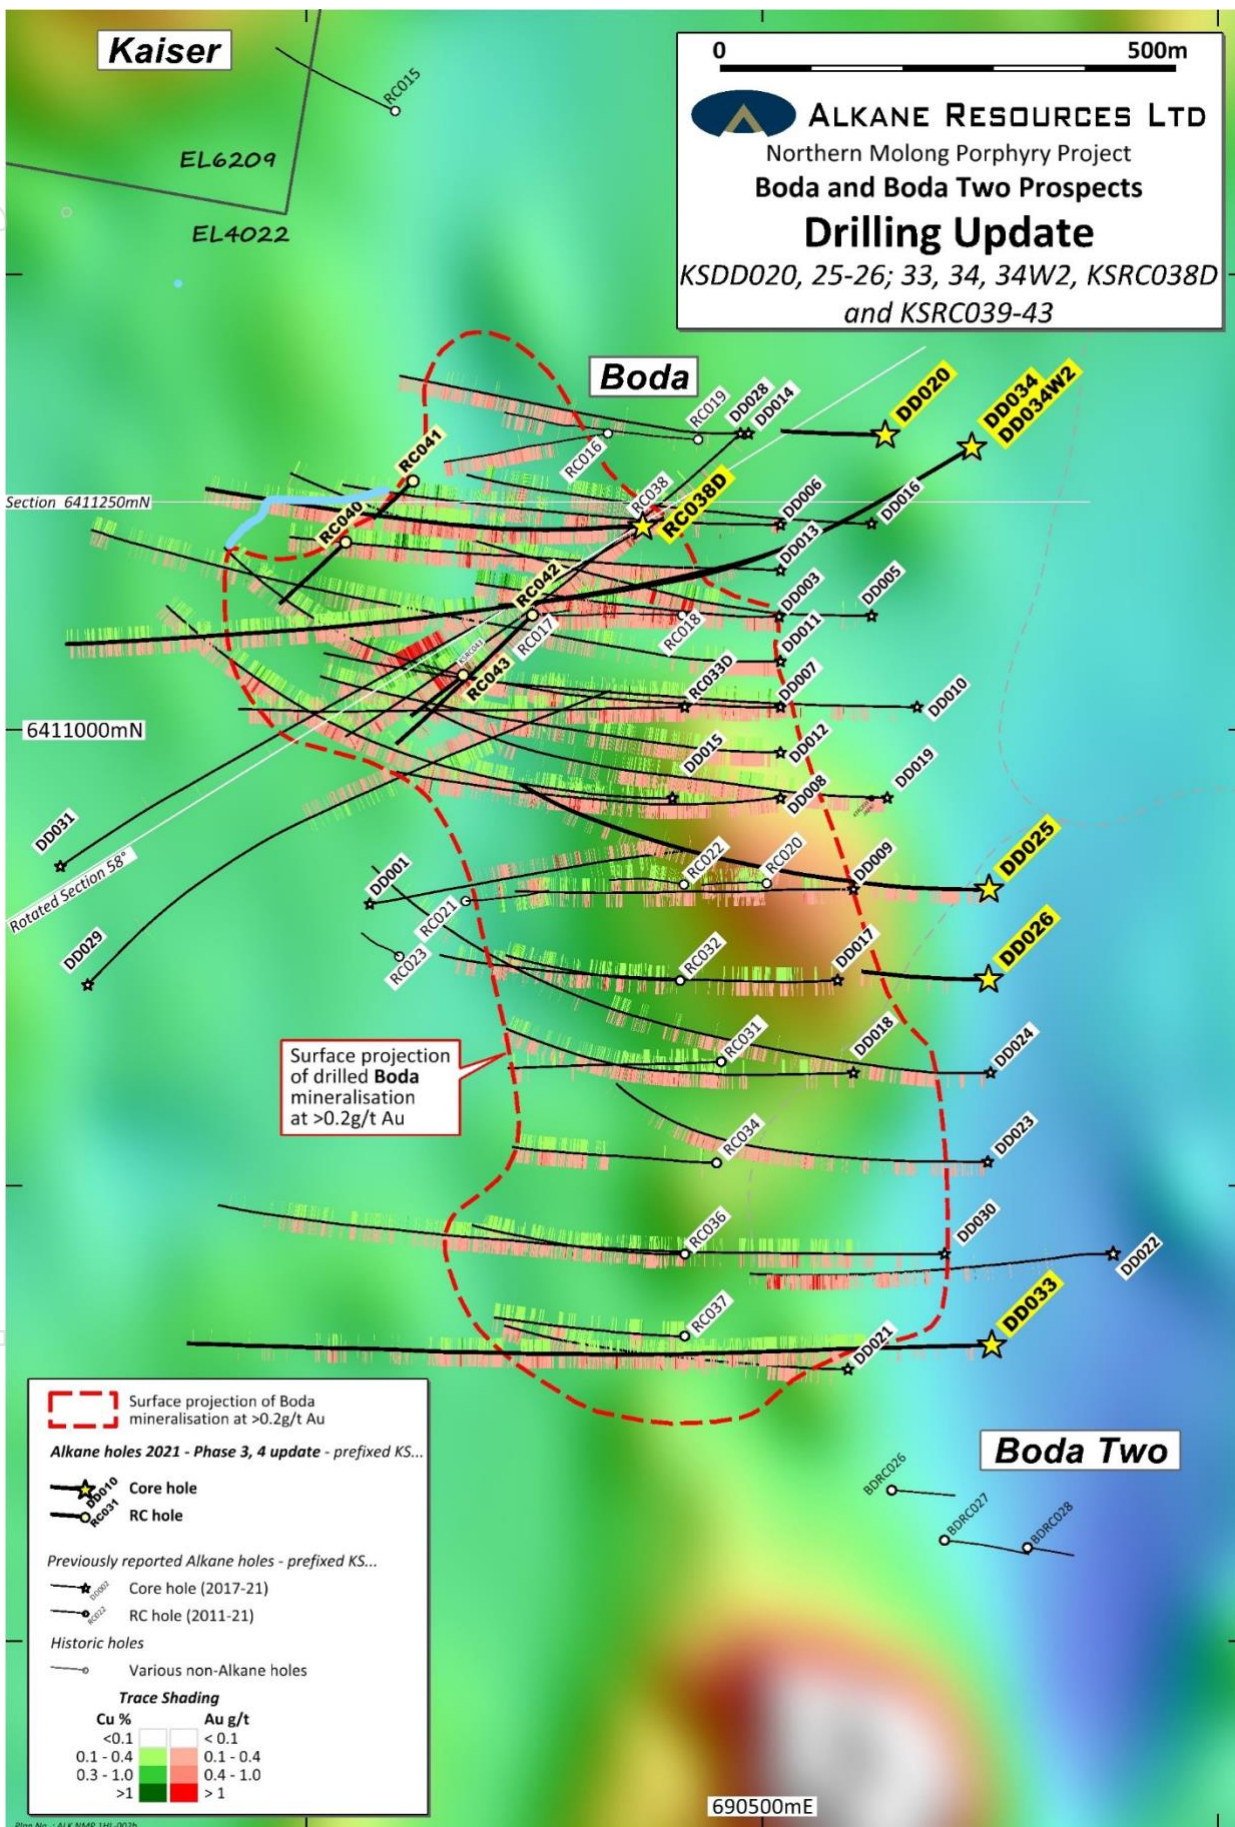 Kaiser
RC015
EL6209
EL4022
0 500m
ALKANE RESOURCES LTD
Northern Molong Porphyry Project
Boda and Boda Two Prospects
Drilling Update
KSDD020, 25-26; 33, 34, 34W2, KSRC038D
and KSRC039-43
Boda
RC019
DD028
DD014
DD020
DD034
DD034W2
RC016
RC041
RC038
RC038D
Section 6411250mN
DD006
DD016
RC040
DD013
RC042
DD003
DD005
RC017
RC018
DD011
KSRC043
RC043
RC033D
DD007
DD010
6411000mN
DD015
DD012
DD019
DD008
DD031
Rotated Section 58°
DD001
RC022
RC020
DD009
DD025
RC021
DD029
RC023
RC032
DD017
DD026
Surface projection
of drilled Boda
mineralisation
at >0.2g/t Au
RC031
DD018
DD024
RC034
DD023
RC036
DD030
DD022
RC037
DD021
DD033
Surface projection of Boda
mineralisation at >0.2g/t Au
Alkane holes 2021 - Phase 3, 4 update - prefixed KS...
DD010
Core hole
RC031
RC hole
Previously reported Alkane holes - prefixed KS...
DD002
Core hole (2017-21)
RC022
RC hole (2011-21)
Historic holes
Various non-Alkane holes
Trace Shading
Cu % Au g/t
<0.1 < 0.1
0.1 - 0.4 0.1 - 0.4
0.3 - 1.0 0.4 - 1.0
>1 > 1
Boda Two
BDRC026
BDRC027
BDRC028
690500mE